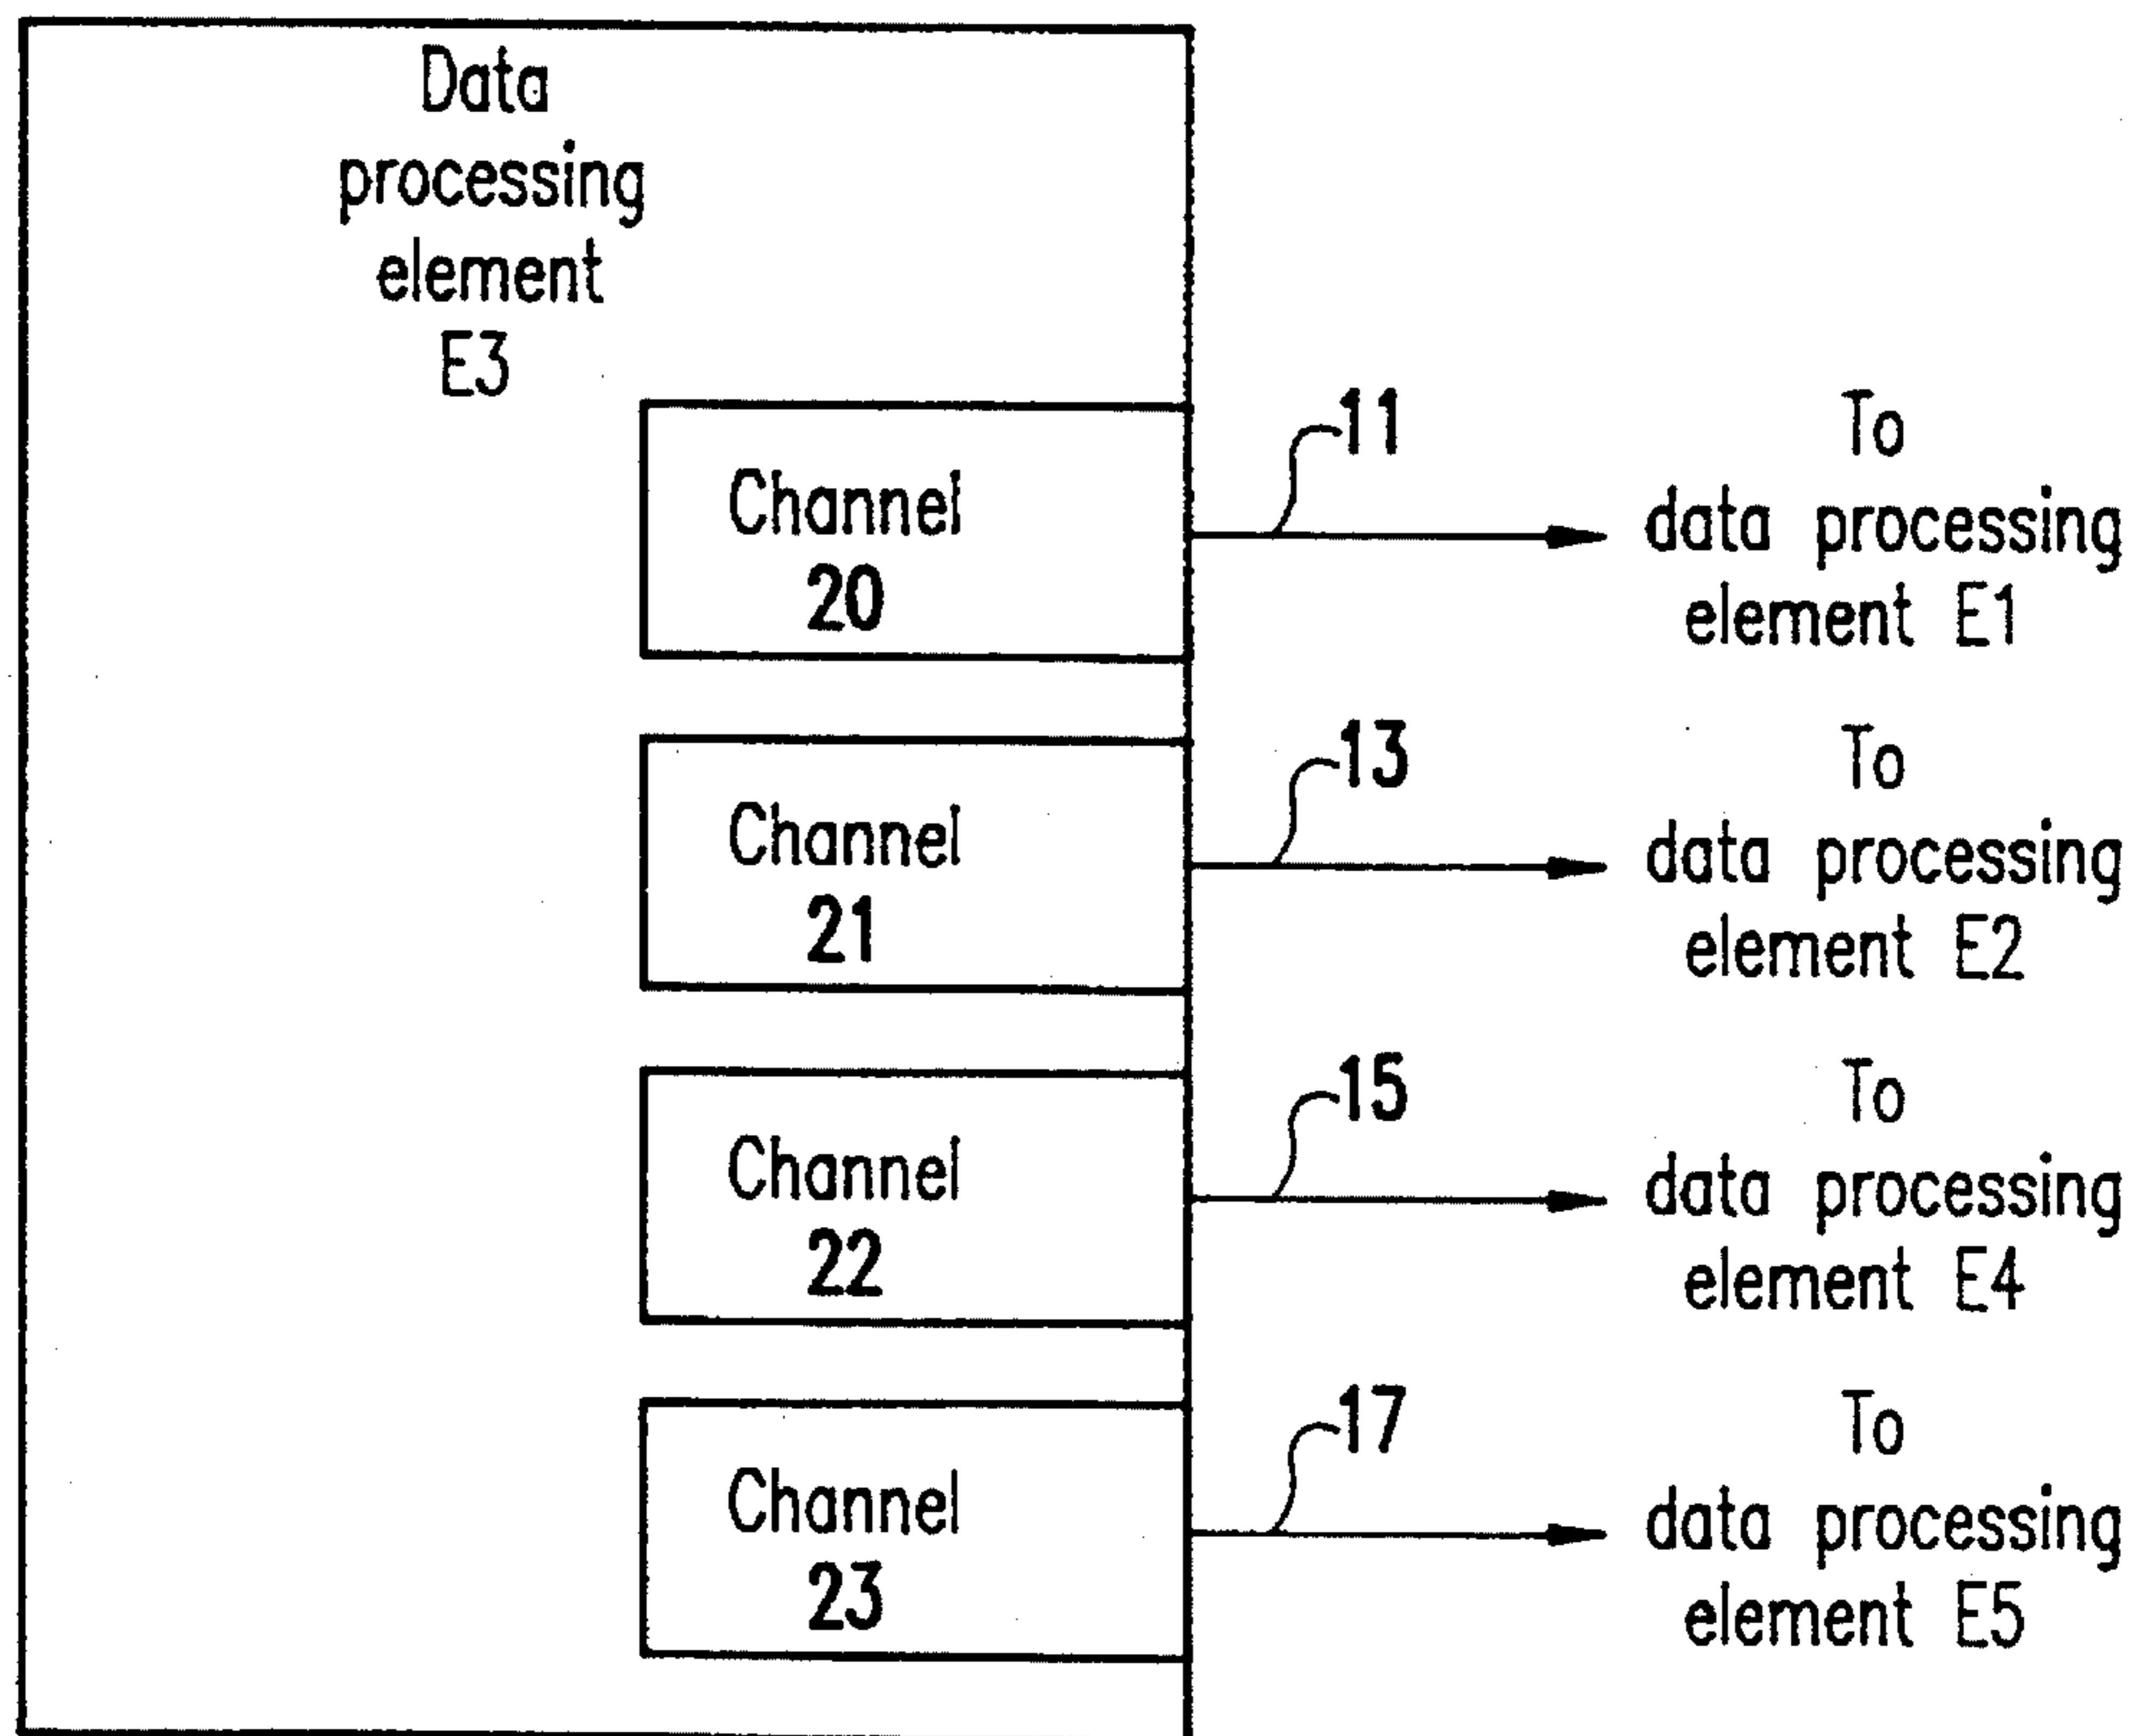 Data
processing
element
E3
Channel
20
11
To
data processing
element E1
Channel
21
13
To
data processing
element E2
Channel
22
15
To
data processing
element E4
Channel
23
17
To
data processing
element E5